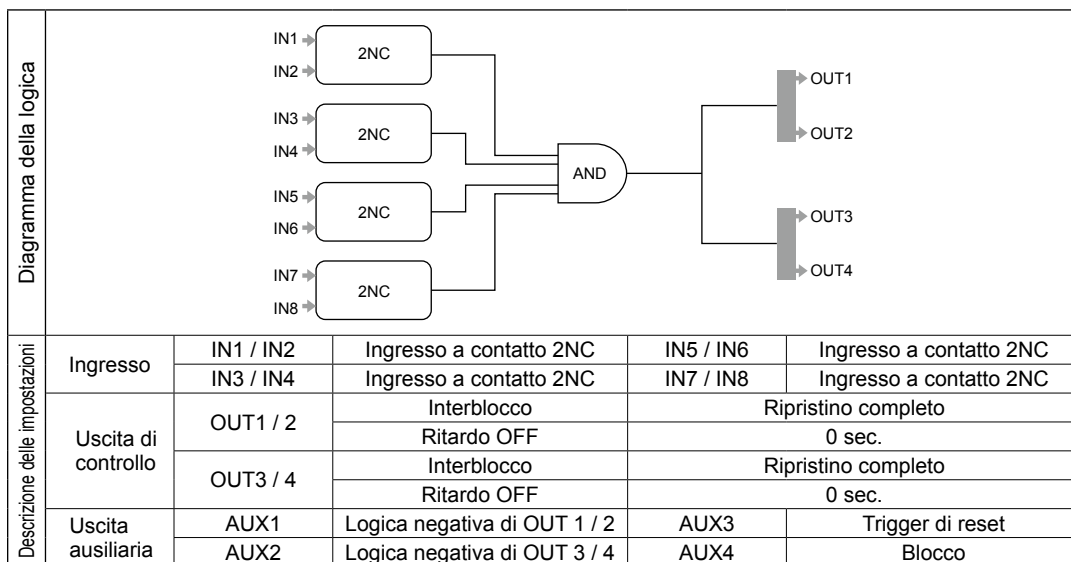 Diagramma della logica
IN1
IN2
2NC
IN3
IN4
2NC
IN5
IN6
2NC
IN7
IN8
2NC
AND
OUT1
OUT2
OUT3
OUT4
Descrizione delle impostazioni
Ingresso
IN1 / IN2 Ingresso a contatto 2NC IN5 / IN6 Ingresso a contatto 2NC
IN3 / IN4 Ingresso a contatto 2NC IN7 / IN8 Ingresso a contatto 2NC
Uscita di
controllo
OUT1 / 2
Interblocco Ripristino completo
Ritardo OFF 0 sec.
OUT3 / 4
Interblocco Ripristino completo
Ritardo OFF 0 sec.
Uscita
ausiliaria
AUX1 Logica negativa di OUT 1 / 2 AUX3 Trigger di reset
AUX2 Logica negativa di OUT 3 / 4 AUX4 Blocco